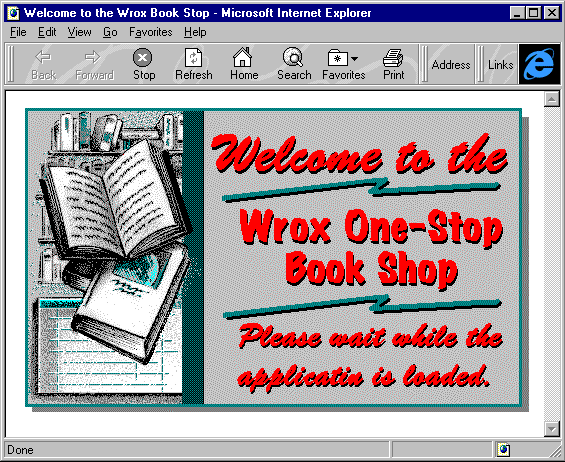 Welcome to the Wrox Book Stop - Microsoft Internet Explorer
File Edit View Go Favorites Help
Back Forward Stop Refresh Home Search Favorites Print Address Links
Welcome to the
Wrox One-Stop
Book Shop
Please wait while the
applicatin is loaded.
Done